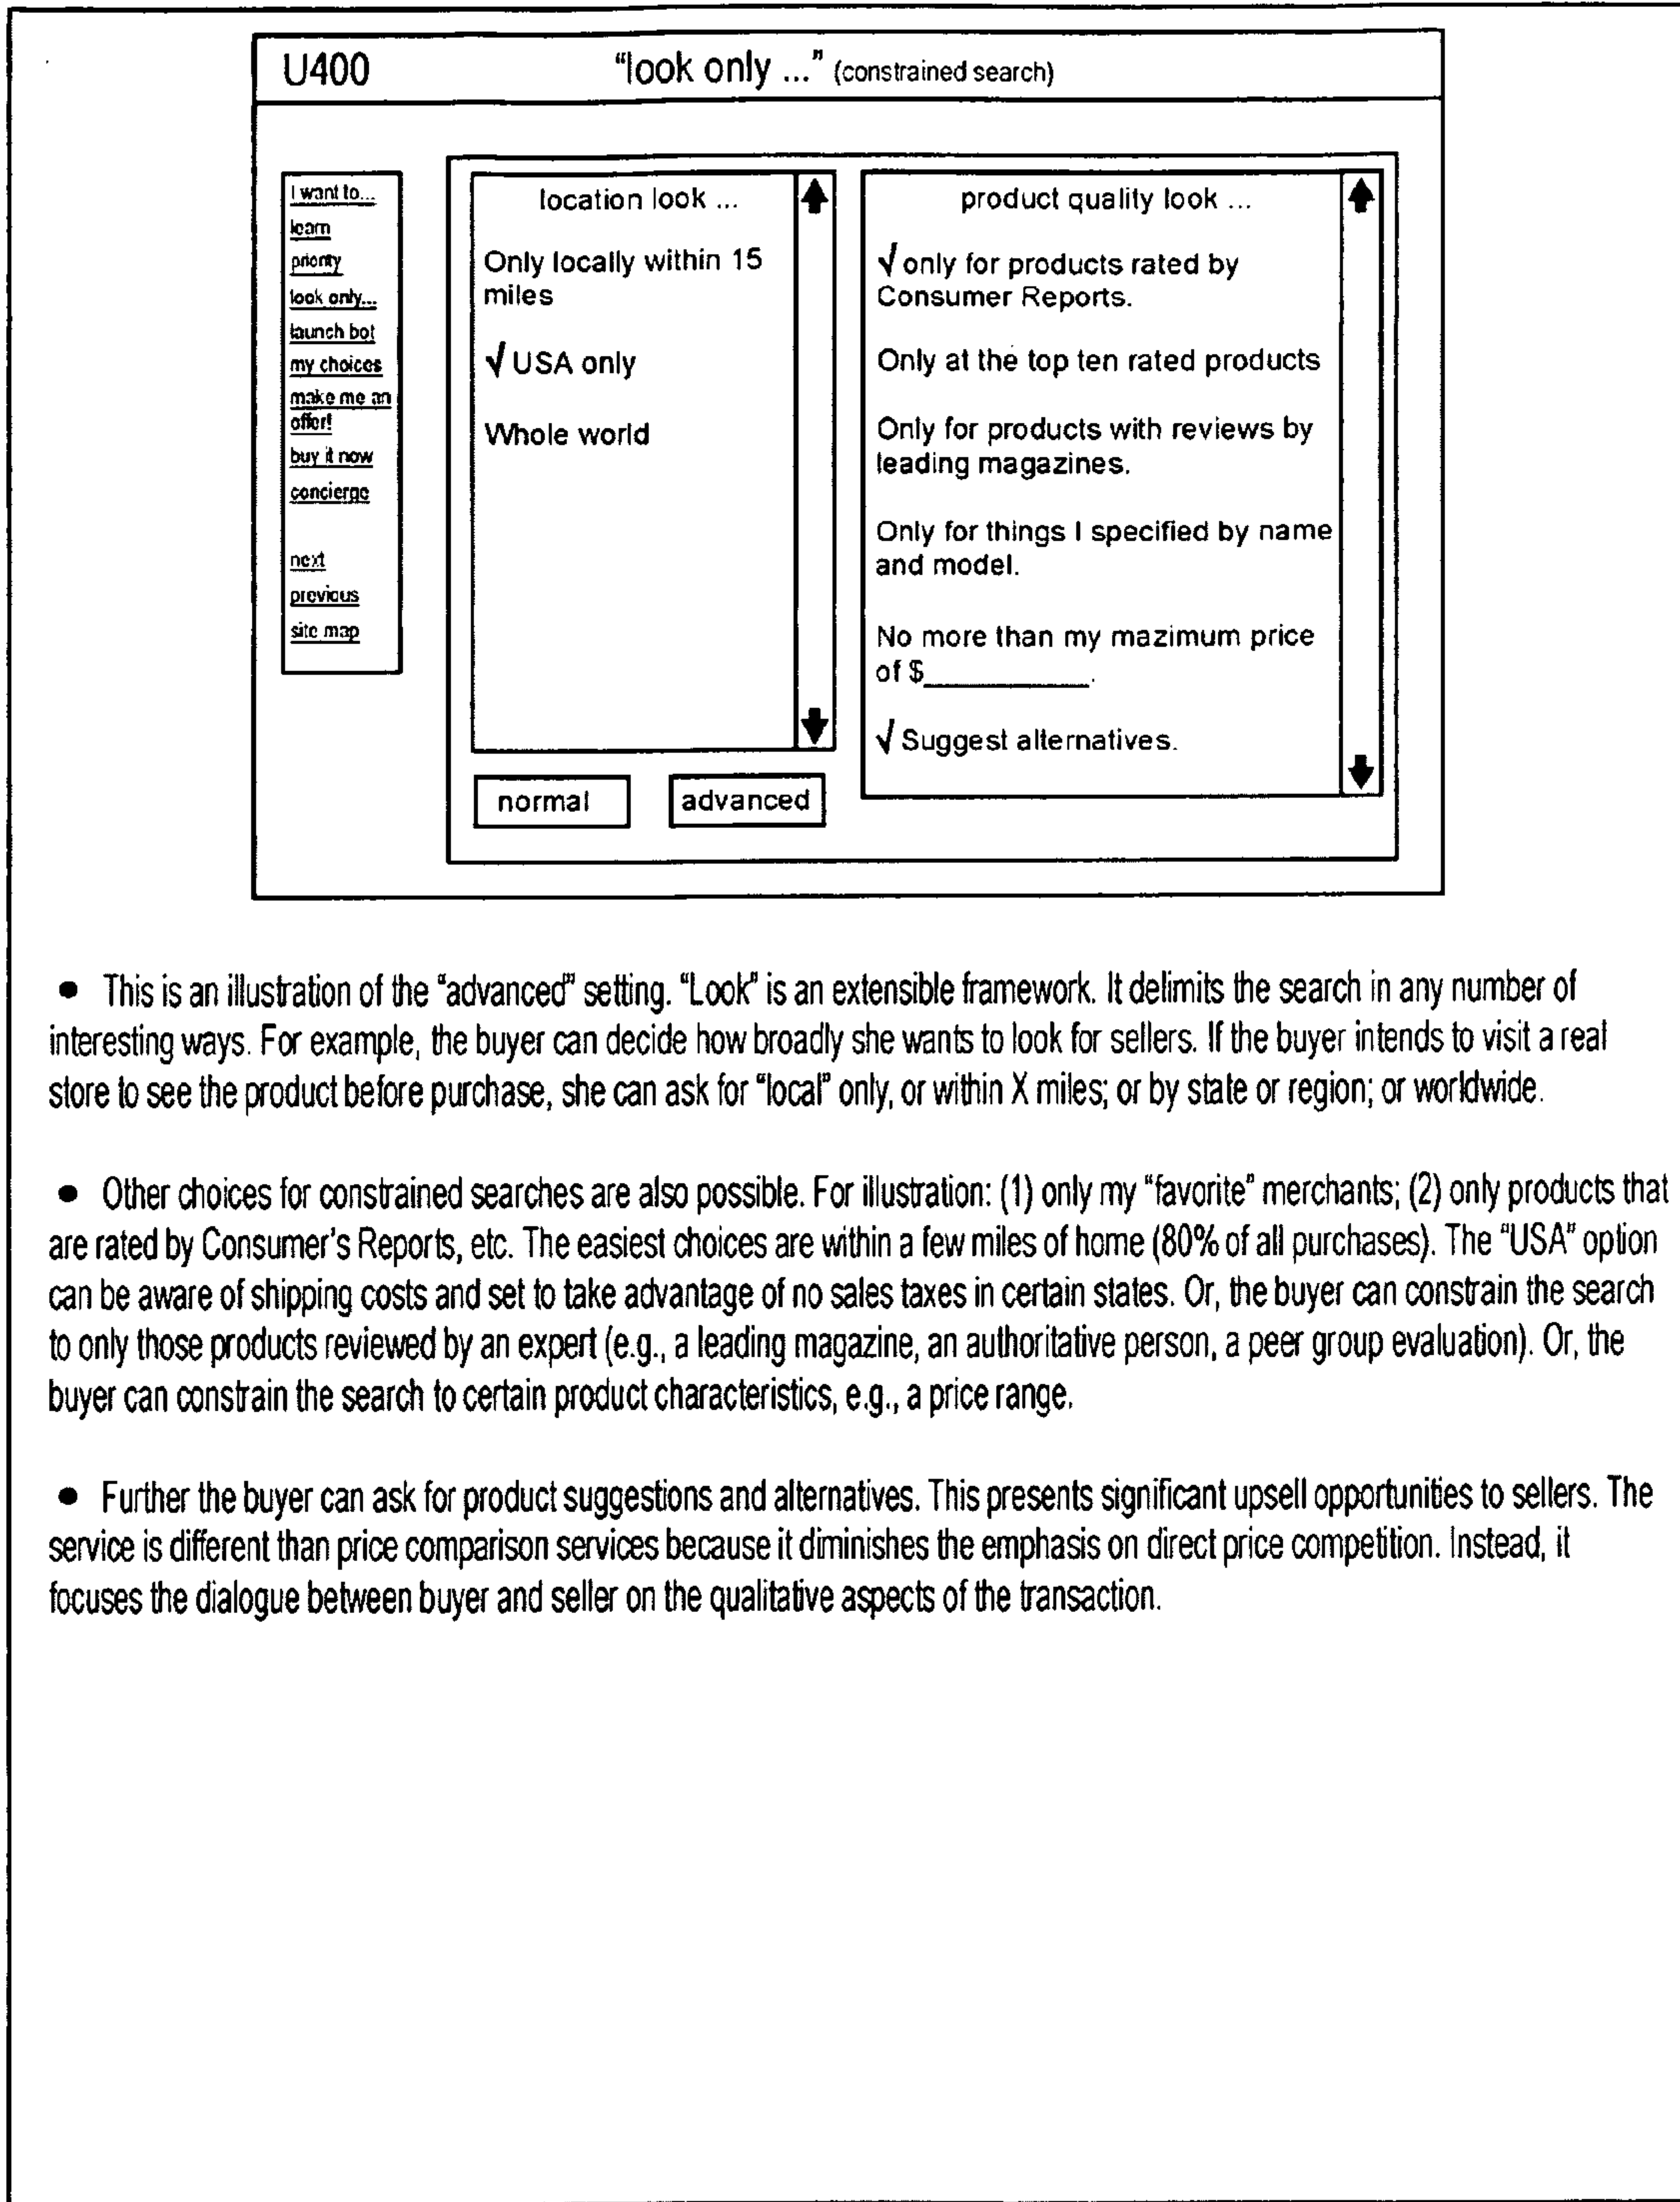 U400 “look only ...” (constrained search)
I want to...
learn
priority
look only...
launch bot
my choices
make me an
offer!
buy it now
concierge
next
previous
site map
location look ...
Only locally within 15
miles
√ USA only
Whole world
normal
advanced
product quality look ...
√ only for products rated by
Consumer Reports.
Only at the top ten rated products
Only for products with reviews by
leading magazines.
Only for things I specified by name
and model.
No more than my mazimum price
of $____________.
√ Suggest alternatives.
• This is an illustration of the “advanced” setting. “Look” is an extensible framework. It delimits the search in any number of
interesting ways. For example, the buyer can decide how broadly she wants to look for sellers. If the buyer intends to visit a real
store to see the product before purchase, she can ask for “local” only, or within X miles; or by state or region; or worldwide.
• Other choices for constrained searches are also possible. For illustration: (1) only my “favorite” merchants; (2) only products that
are rated by Consumer's Reports, etc. The easiest choices are within a few miles of home (80% of all purchases). The “USA” option
can be aware of shipping costs and set to take advantage of no sales taxes in certain states. Or, the buyer can constrain the search
to only those products reviewed by an expert (e.g., a leading magazine, an authoritative person, a peer group evaluation). Or, the
buyer can constrain the search to certain product characteristics, e.g., a price range.
• Further the buyer can ask for product suggestions and alternatives. This presents significant upsell opportunities to sellers. The
service is different than price comparison services because it diminishes the emphasis on direct price competition. Instead, it
focuses the dialogue between buyer and seller on the qualitative aspects of the transaction.